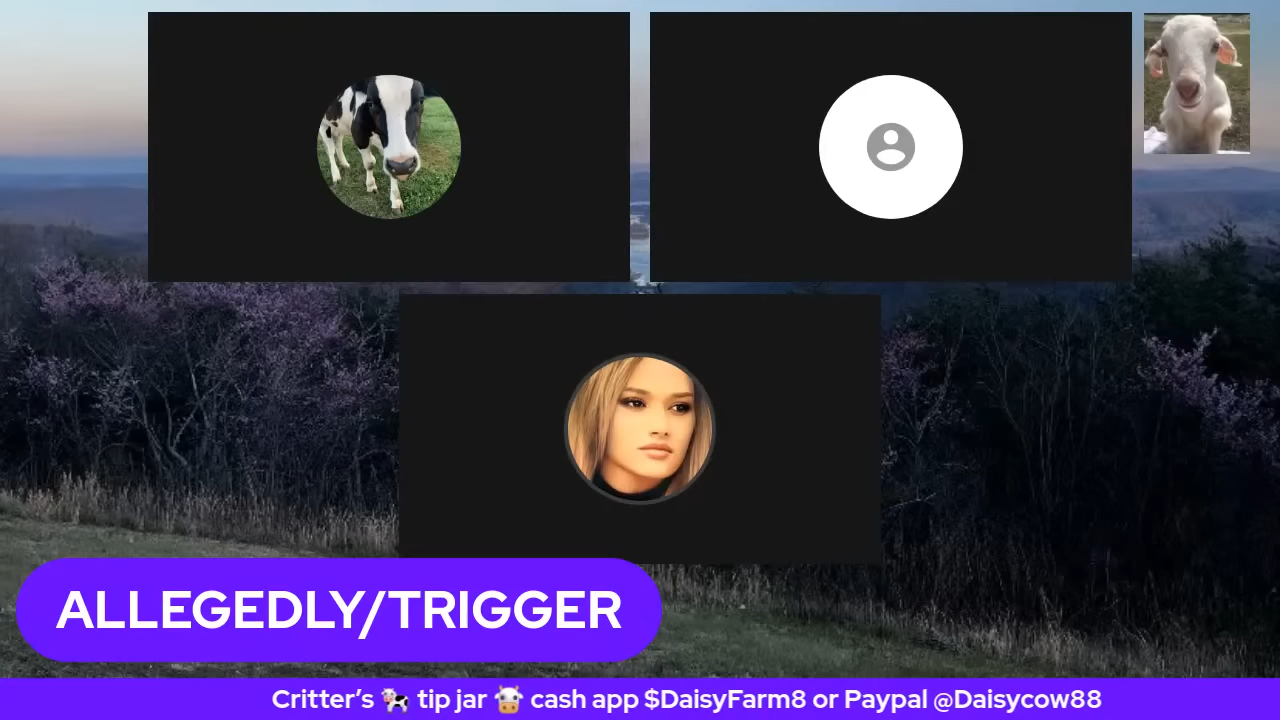 ALLEGEDLY/TRIGGER
Critter's 🐄 tip jar 🐮 cash app $DaisyFarm8 or Paypal @Daisycow88